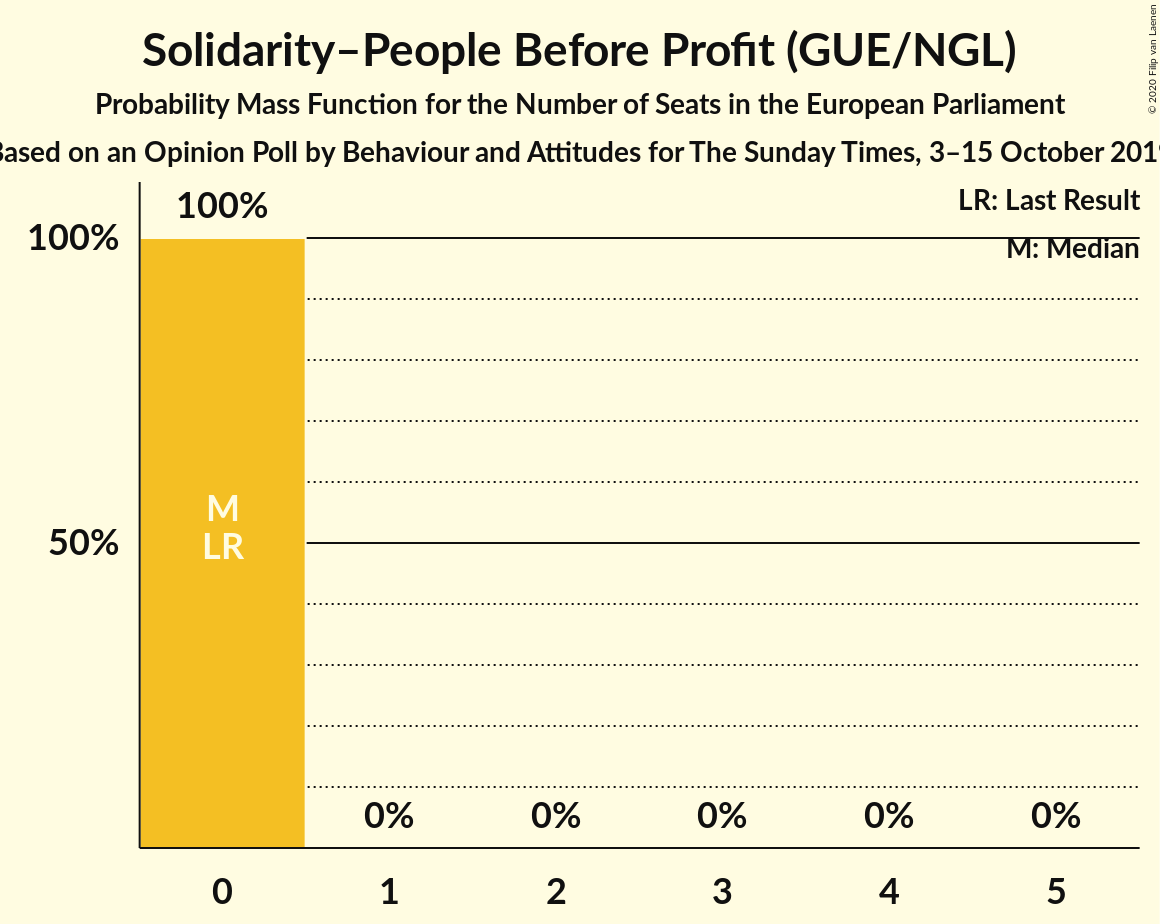 Solidarity–People Before Profit (GUE/NGL)
Probability Mass Function for the Number of Seats in the European Parliament
Based on an Opinion Poll by Behaviour and Attitudes for The Sunday Times, 3–15 October 2019
© 2020 Filip van Laenen
LR: Last Result
M: Median
100%
100%
50%
M
LR
0% 0% 0% 0% 0%
0 1 2 3 4 5